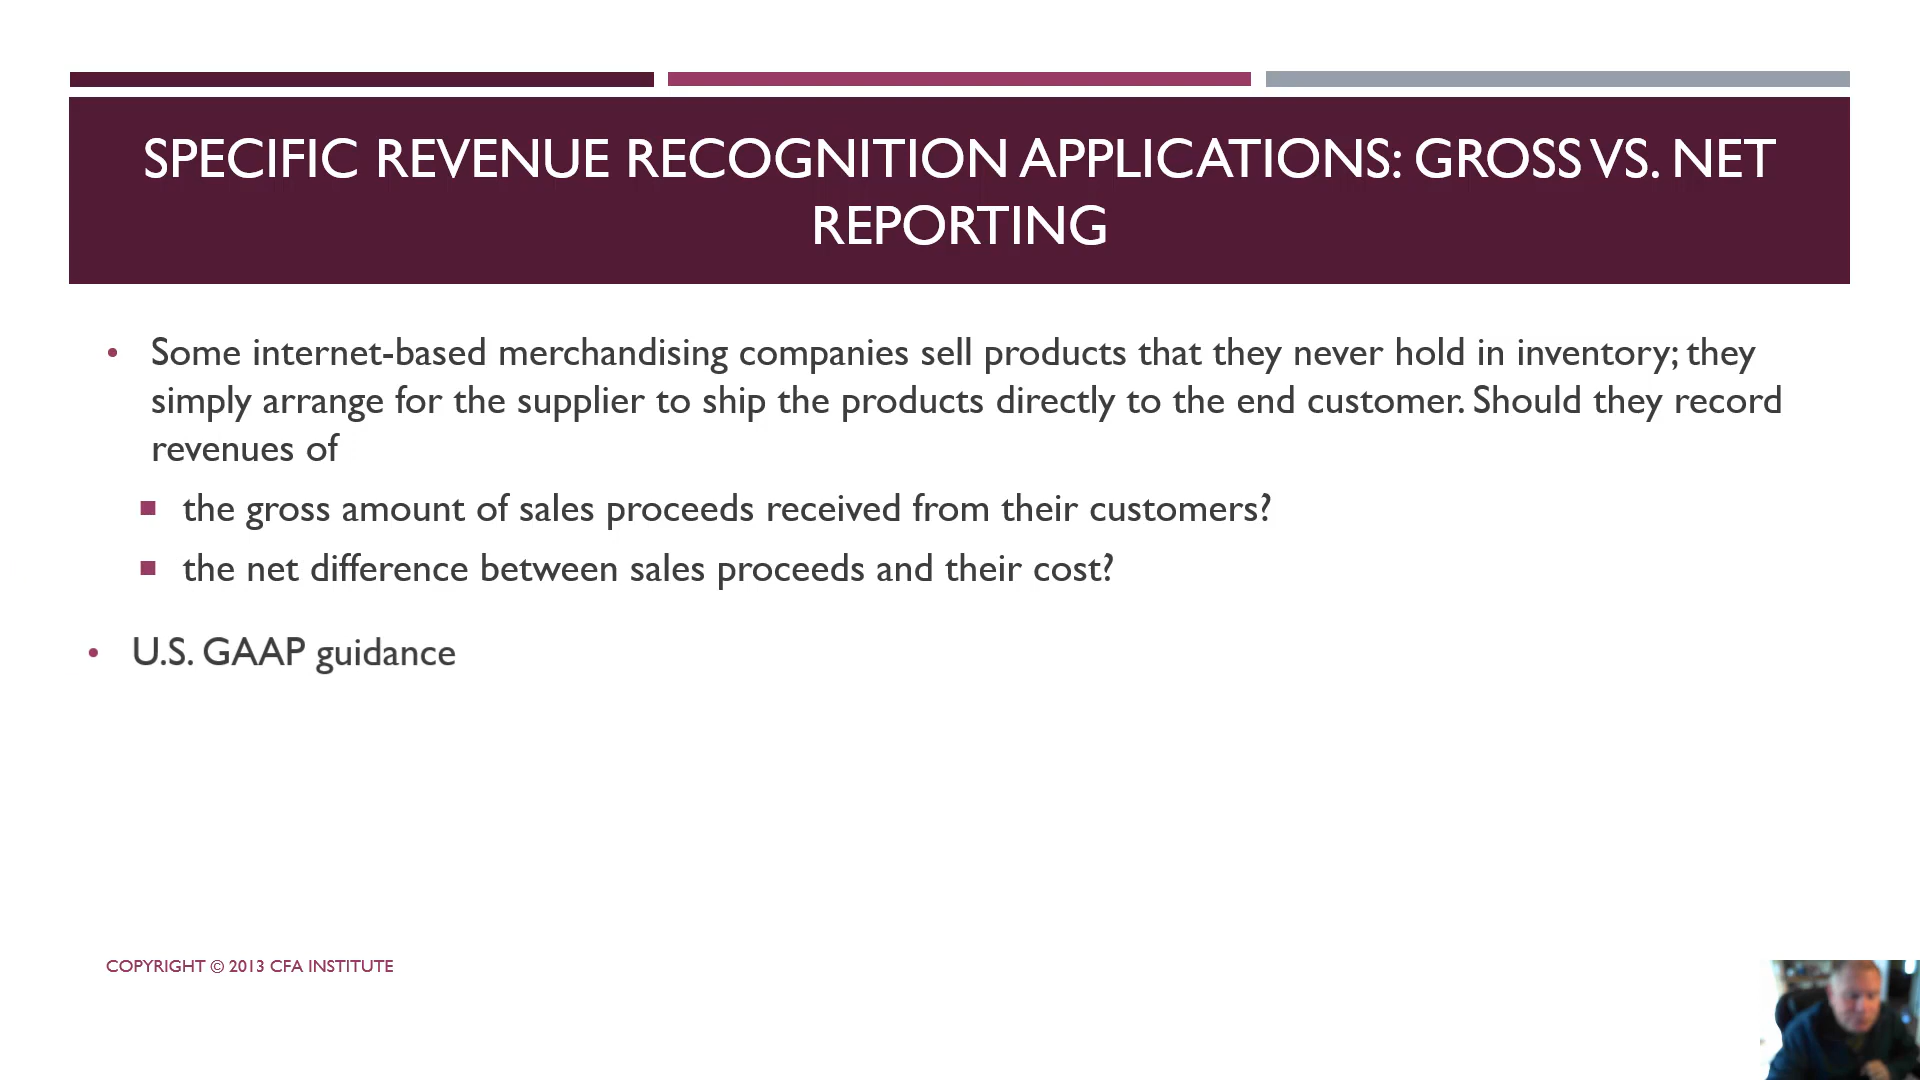 SPECIFIC REVENUE RECOGNITION APPLICATIONS: GROSS VS. NET
REPORTING
• Some internet-based merchandising companies sell products that they never hold in inventory; they
simply arrange for the supplier to ship the products directly to the end customer. Should they record
revenues of
■ the gross amount of sales proceeds received from their customers?
■ the net difference between sales proceeds and their cost?
• U.S. GAAP guidance
COPYRIGHT © 2013 CFA INSTITUTE